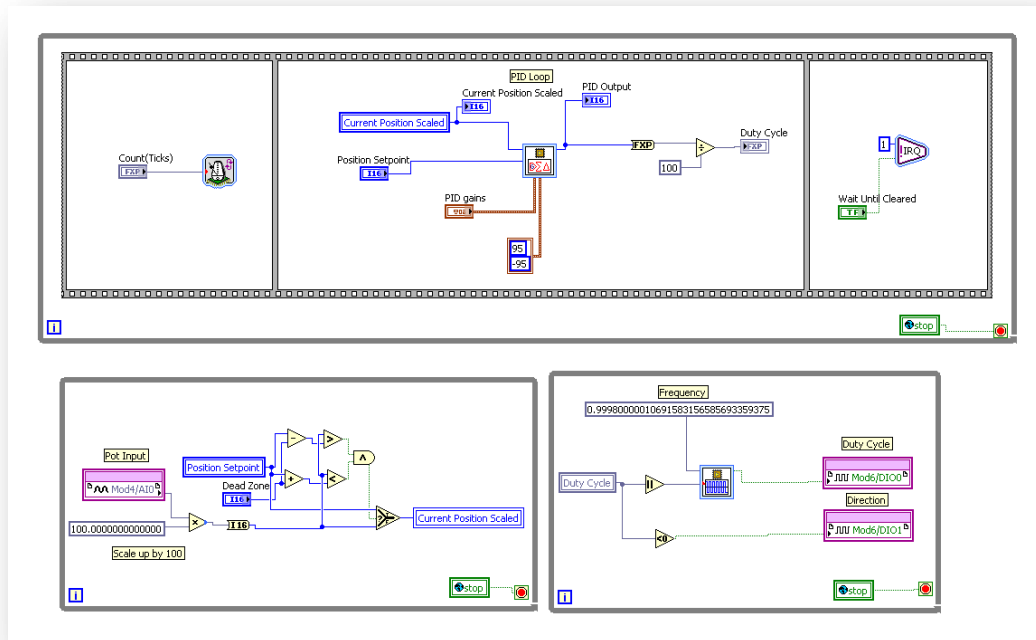 PID Loop
Current Position Scaled
I16
PID Output
I16
Current Position Scaled
Count(Ticks)
FXP
Position Setpoint
I16
FXP
÷
Duty Cycle
FXP
100
1
IRQ
PID gains
Wait Until Cleared
TF
95
-95
i
stop
Pot Input
Mod4/AI0
Position Setpoint
-
>
+
<
∧
Dead Zone
I16
100.0000000000000
×
I16
?
Current Position Scaled
Scale up by 100
i
stop
Frequency
0.99980000010691583156585693359375
Duty Cycle
||
<0
Duty Cycle
Mod6/DIO0
Direction
Mod6/DIO1
i
stop